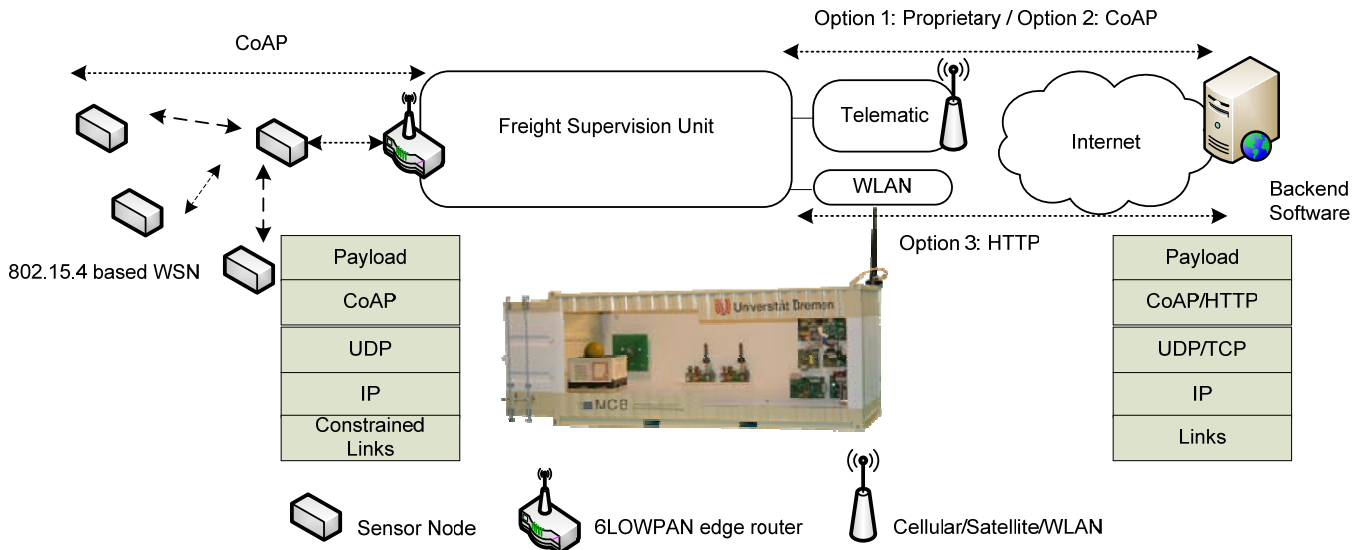 Option 1: Proprietary / Option 2: CoAP
CoAP
Freight Supervision Unit
Telematic
Internet
WLAN
Backend
Software
Option 3: HTTP
802.15.4 based WSN
Payload
CoAP
UDP
IP
Constrained
Links
Universität Bremen
MCB
Payload
CoAP/HTTP
UDP/TCP
IP
Links
Sensor Node
6LOWPAN edge router
Cellular/Satellite/WLAN